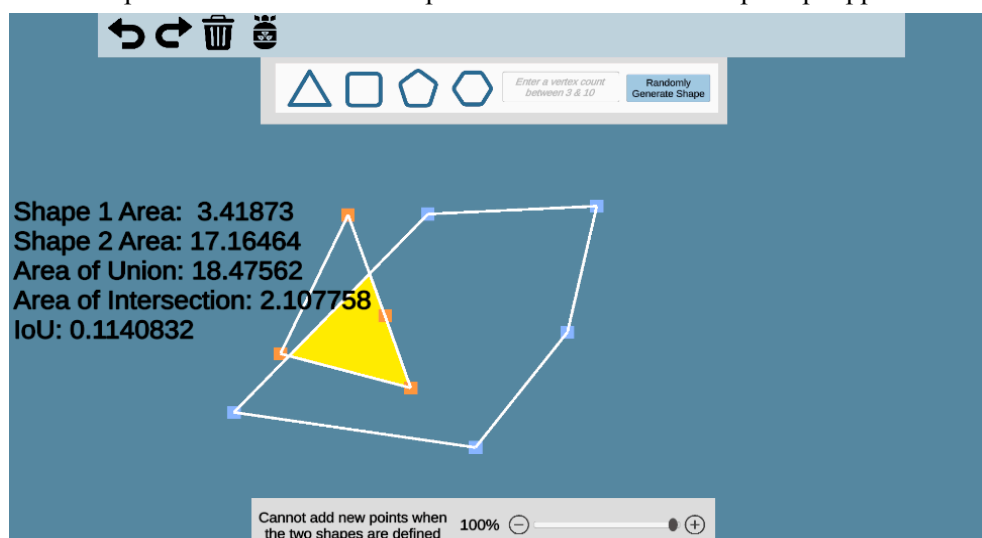 Enter a vertex count
between 3 & 10
Randomly
Generate Shape
Shape 1 Area: 3.41873
Shape 2 Area: 17.16464
Area of Union: 18.47562
Area of Intersection: 2.107758
IoU: 0.1140832
Cannot add new points when
the two shapes are defined
100%